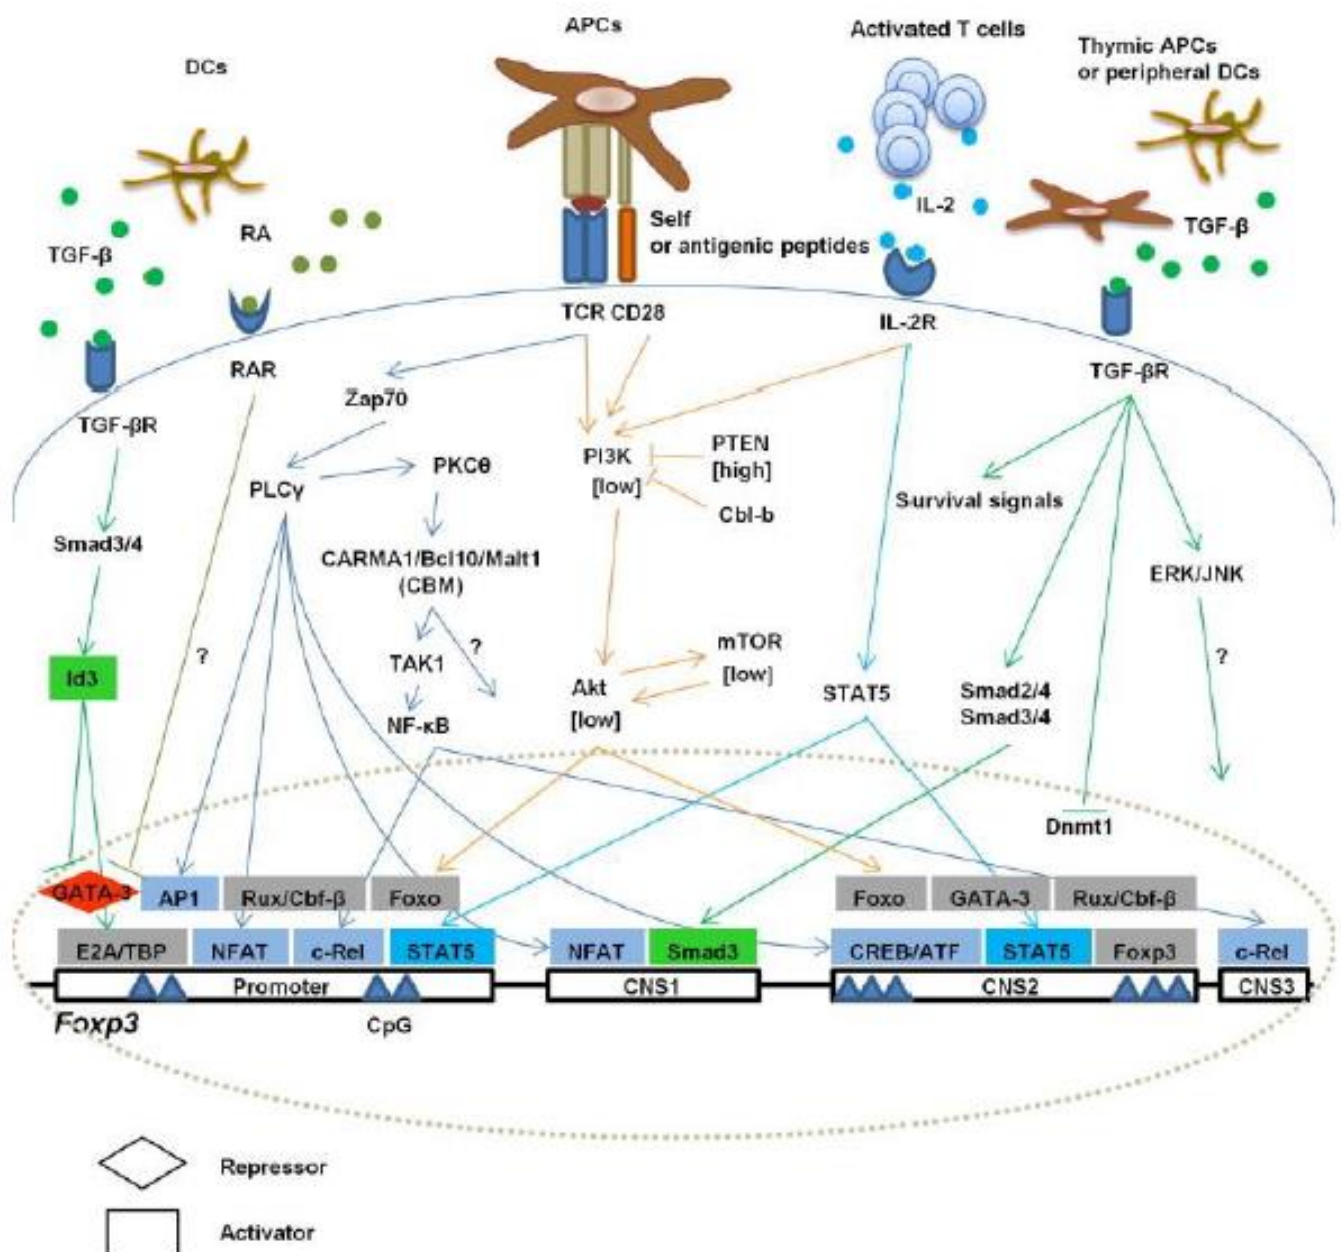 DCs
APCs
Activated T cells
Thymic APCs
or peripheral DCs
TGF-β
RA
Self
or antigenic peptides
IL-2
TGF-β
TCR CD28
IL-2R
RAR
TGF-βR
Zap70
TGF-βR
PI3K
[low]
PTEN
[high]
Cbl-b
PLCγ
PKCθ
Survival signals
Smad3/4
CARMA1/Bcl10/Malt1
(CBM)
ERK/JNK
?
?
?
mTOR
[low]
Id3
TAK1
Akt
[low]
STAT5
Smad2/4
Smad3/4
NF-κB
Dnmt1
GATA-3
AP1
Rux/Cbf-β
Foxo
Foxo
GATA-3
Rux/Cbf-β
E2A/TBP
NFAT
c-Rel
STAT5
NFAT
Smad3
CREB/ATF
STAT5
Foxp3
c-Rel
Promoter
CNS1
CNS2
CNS3
Foxp3
CpG
Repressor
Activator